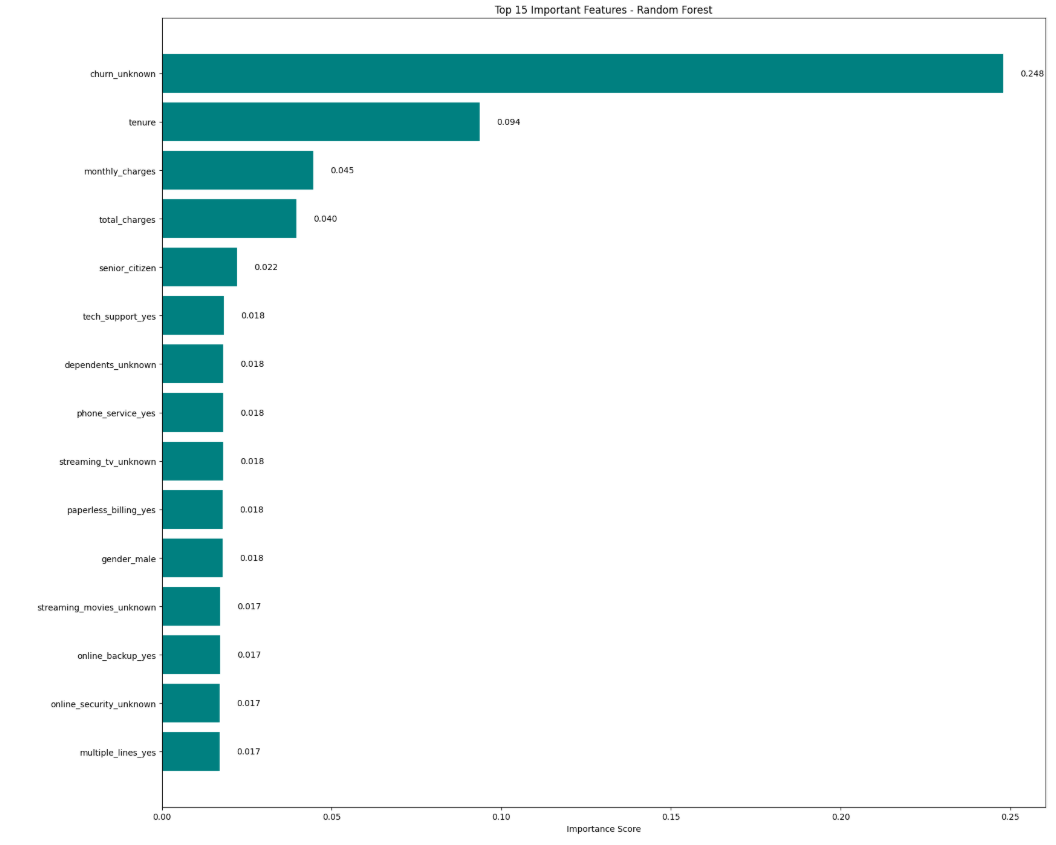 Top 15 Important Features - Random Forest
churn_unknown 0.248
tenure 0.094
monthly_charges 0.045
total_charges 0.040
senior_citizen 0.022
tech_support_yes 0.018
dependents_unknown 0.018
phone_service_yes 0.018
streaming_tv_unknown 0.018
paperless_billing_yes 0.018
gender_male 0.018
streaming_movies_unknown 0.017
online_backup_yes 0.017
online_security_unknown 0.017
multiple_lines_yes 0.017
0.00 0.05 0.10 0.15 0.20 0.25
Importance Score